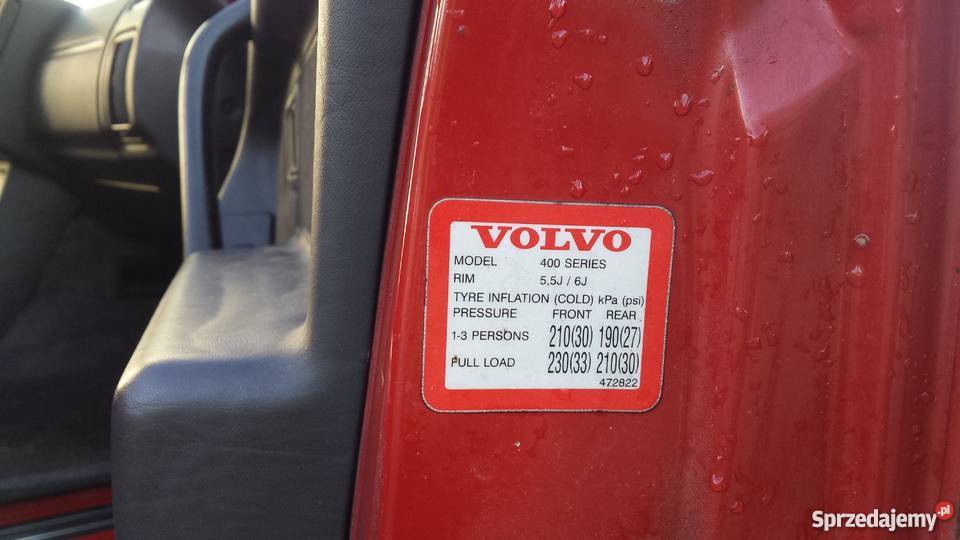 VOLVO
MODEL 400 SERIES
RIM 5,5J / 6J
TYRE INFLATION (COLD) kPa (psi)
PRESSURE FRONT REAR
1-3 PERSONS 210(30) 190(27)
FULL LOAD 230(33) 210(30)
472822
Sprzedajemy.pl